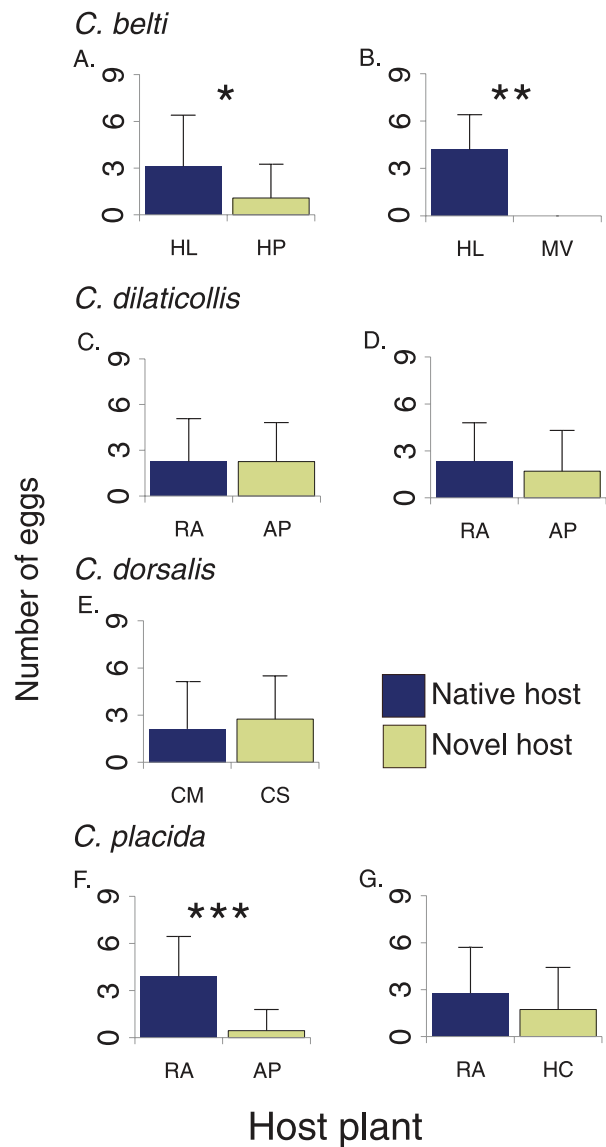 C. belti
A. B.
9 6 3 0 * HL HP
9 6 3 0 ** HL MV
C. dilaticollis
C. D.
9 6 3 0 RA AP
9 6 3 0 RA AP
C. dorsalis
E.
9 6 3 0 CM CS
Native host
Novel host
C. placida
F. G.
9 6 3 0 *** RA AP
9 6 3 0 RA HC
Number of eggs
Host plant